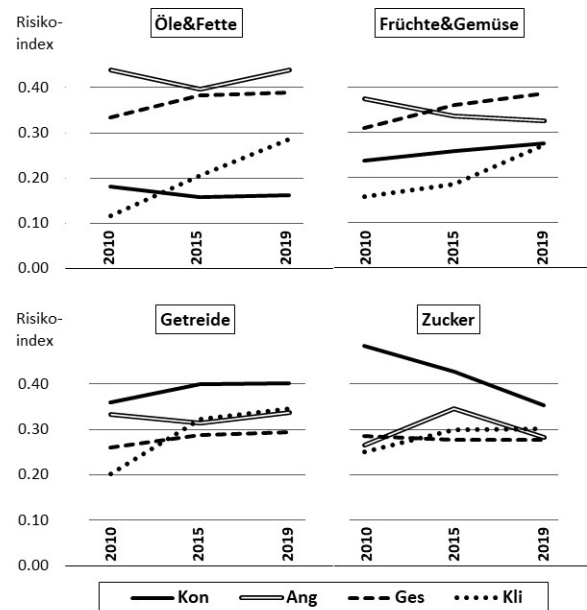 Risiko-
index
Öle&Fette
Früchte&Gemüse
0.40
0.30
0.20
0.10
0.00
2010
2015
2019
2010
2015
2019
Risiko-
index
Getreide
Zucker
0.40
0.30
0.20
0.10
0.00
2010
2015
2019
2010
2015
2019
Kon Ang Ges Kli